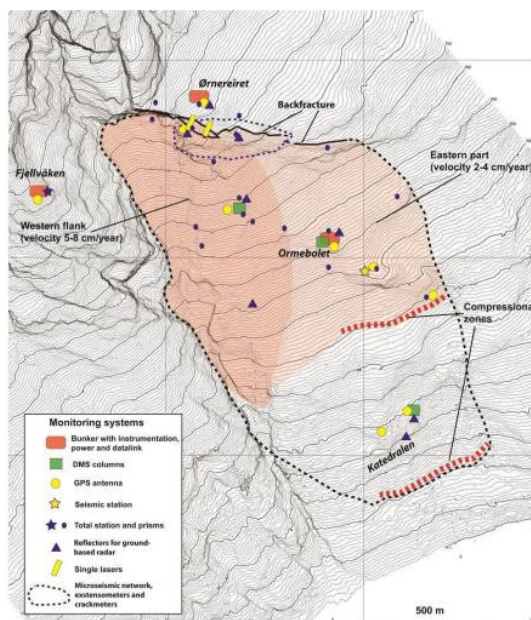 Ørnereiret
Backfracture
Eastern part
(velocity 2-4 cm/year)
Fjellvåken
Western flank
(velocity 5-8 cm/year)
Ormebolet
Compressional
zones
Katedralen
Monitoring systems
Bunker with instrumentation,
power and datalink
DMS columns
GPS antenna
Seismic station
Total station and prisms
Reflectors for ground-
based radar
Single lasers
Microseismic network,
exstensometers and
crackmeters
500 m